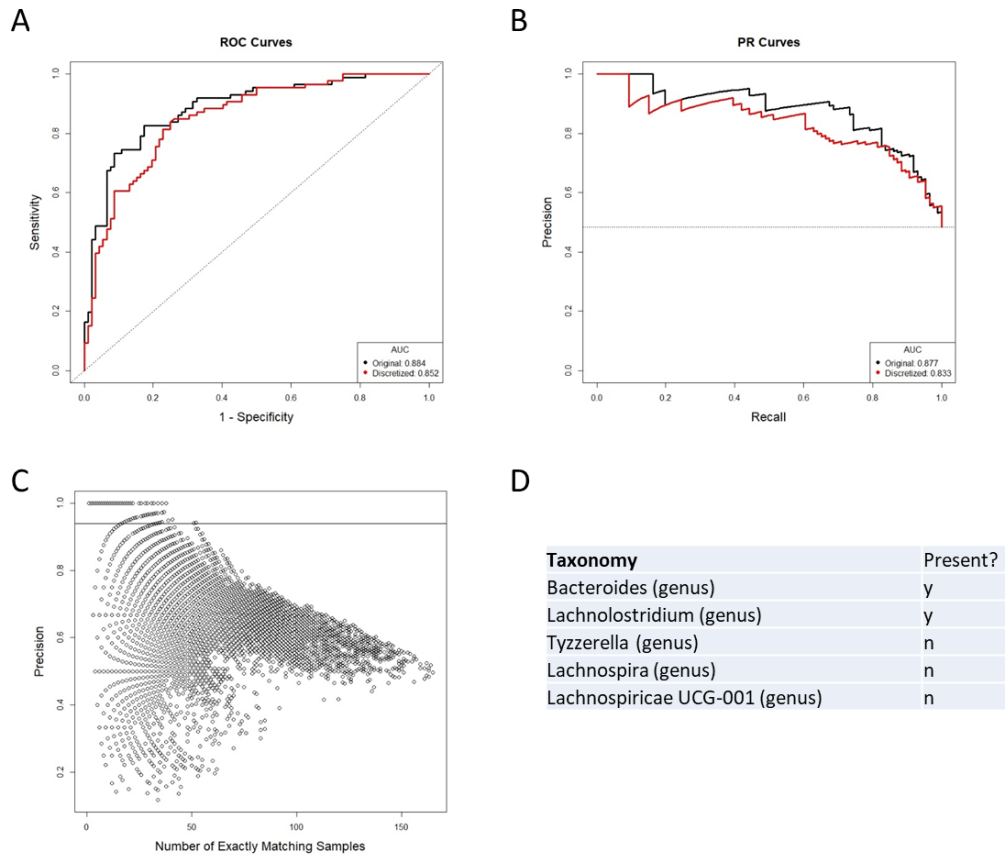 A
ROC Curves
Sensitivity
0.0 0.2 0.4 0.6 0.8 1.0
0.0 0.2 0.4 0.6 0.8 1.0
1 - Specificity
AUC
Original: 0.884
Discretized: 0.852
B
PR Curves
Precision
0.0 0.2 0.4 0.6 0.8 1.0
0.0 0.2 0.4 0.6 0.8 1.0
Recall
AUC
Original: 0.877
Discretized: 0.833
C
Precision
0.2 0.4 0.6 0.8 1.0
0 50 100 150
Number of Exactly Matching Samples
D
Taxonomy Present?
Bacteroides (genus) y
Lachnolostridium (genus) y
Tyzzerella (genus) n
Lachnospira (genus) n
Lachnospiricae UCG-001 (genus) n